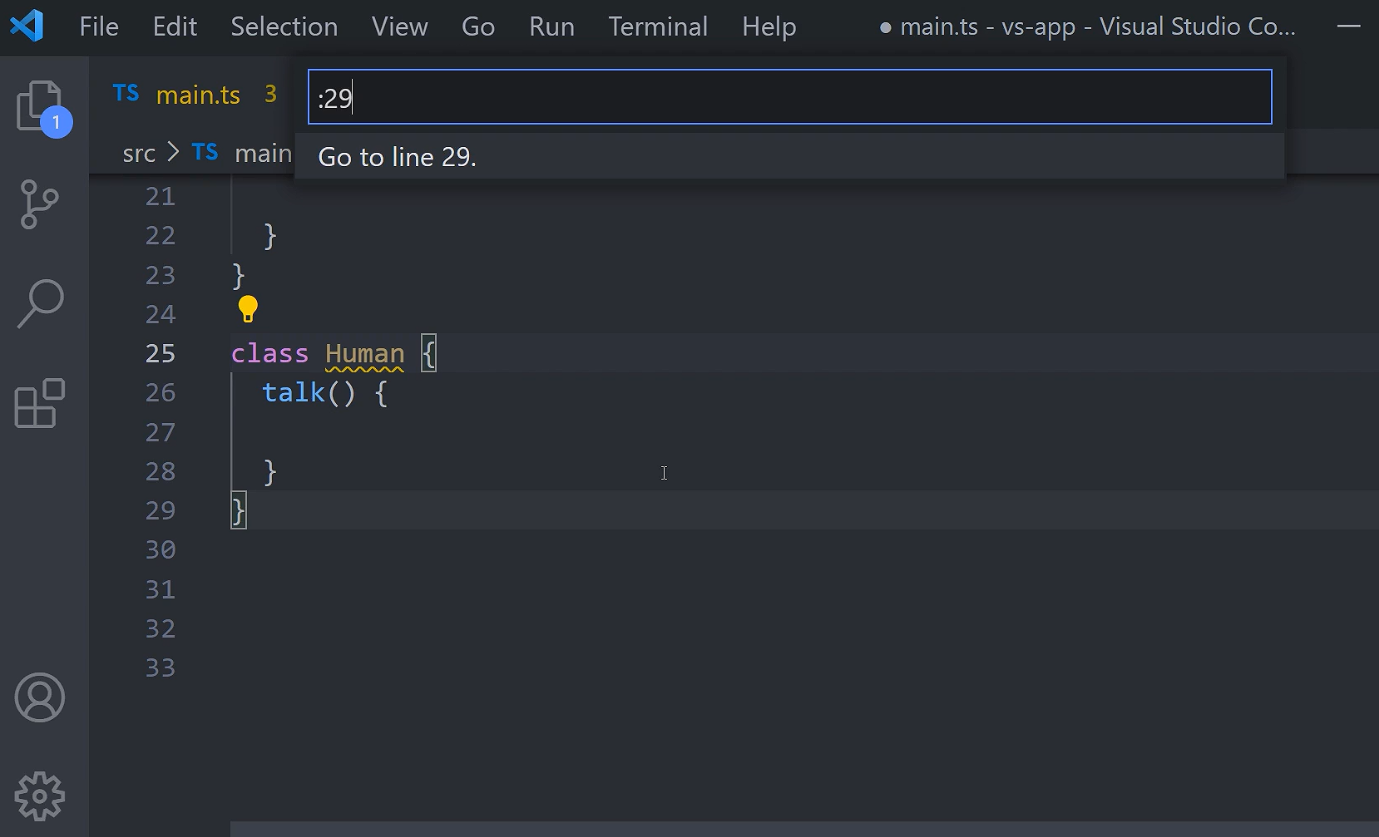 File Edit Selection View Go Run Terminal Help ● main.ts - vs-app - Visual Studio Co...
TS main.ts 3
:29
1
src > TS main
Go to line 29.
21
22 }
23 }
24
25 class Human {
26 talk() {
27
28 }
29 }
30
31
32
33